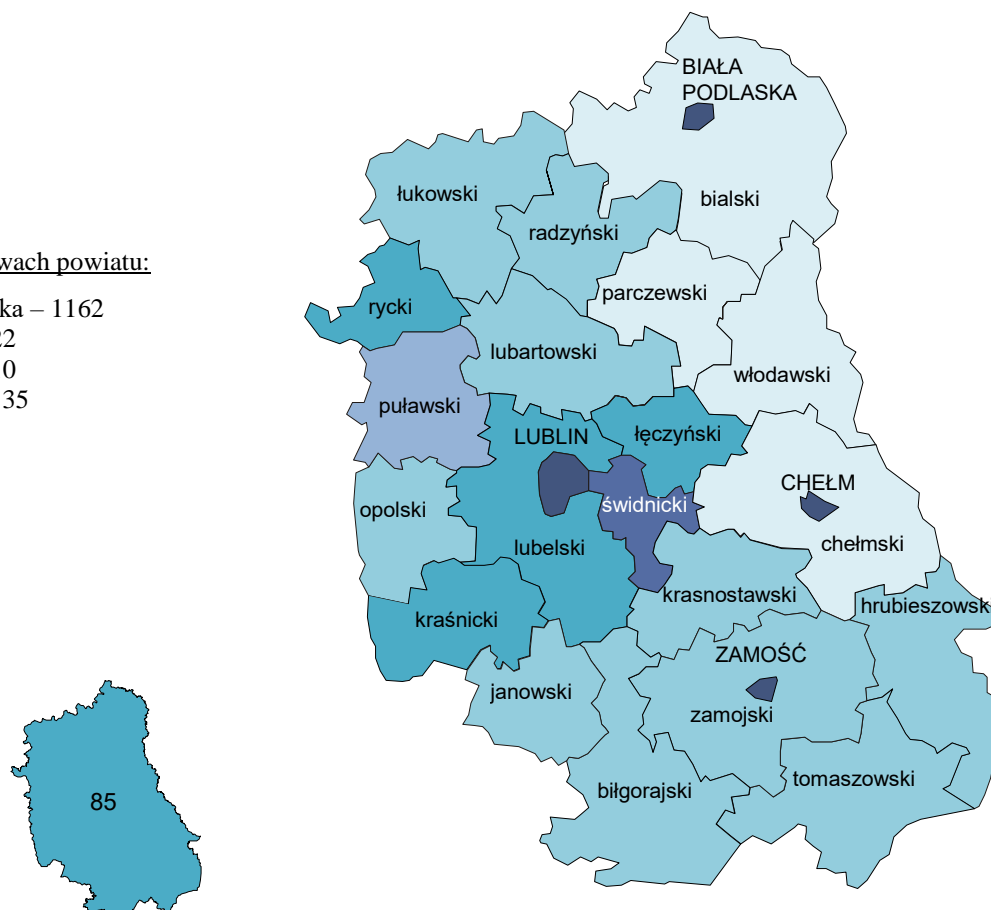 BIAŁA
PODLASKA
łukowski
bialski
radzyński
wach powiatu:
ka – 1162
22
0
35
rycki
parczewski
lubartowski
włodawski
puławski
LUBLIN
łęczyński
CHEŁM
opolski
świdnicki
lubelski
chełmski
krasnostawski
hrubieszowsk
kraśnicki
ZAMOŚĆ
janowski
zamojski
biłgorajski
tomaszowski
85